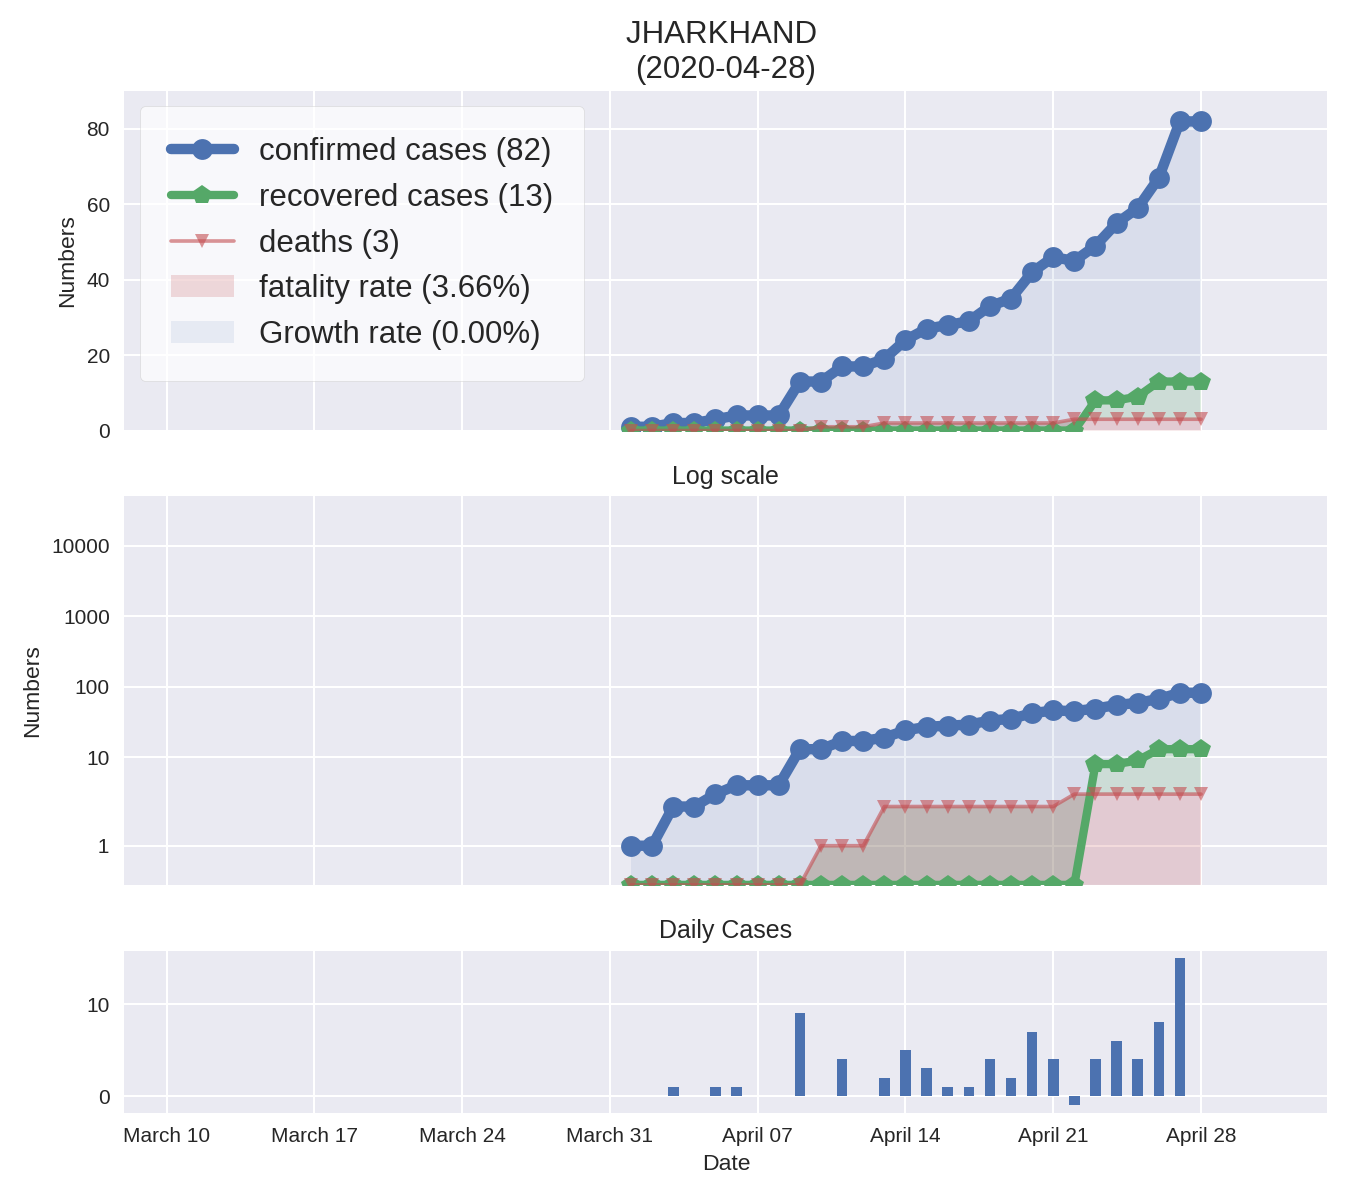 JHARKHAND
(2020-04-28)
80
60
40
20
0
Numbers
confirmed cases (82)
recovered cases (13)
deaths (3)
fatality rate (3.66%)
Growth rate (0.00%)
Log scale
10000
1000
100
10
1
Numbers
Daily Cases
10
0
March 10 March 17 March 24 March 31 April 07 April 14 April 21 April 28
Date